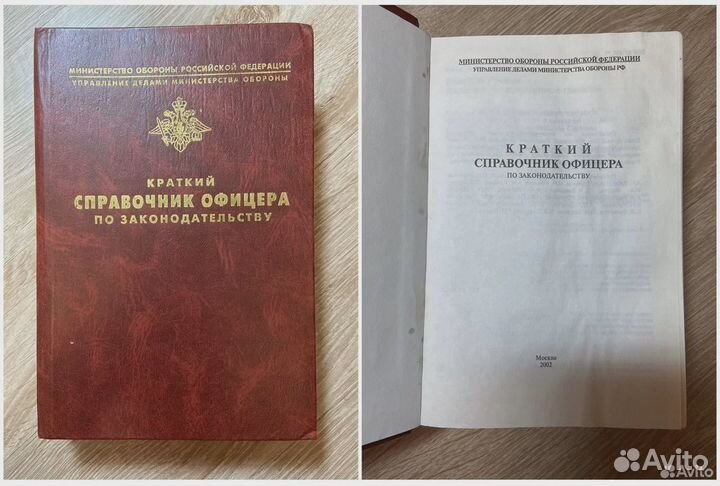 МИНИСТЕРСТВО ОБОРОНЫ РОССИЙСКОЙ ФЕДЕРАЦИИ
УПРАВЛЕНИЕ ДЕЛАМИ МИНИСТЕРСТВА ОБОРОНЫ
КРАТКИЙ
СПРАВОЧНИК ОФИЦЕРА
ПО ЗАКОНОДАТЕЛЬСТВУ
МИНИСТЕРСТВО ОБОРОНЫ РОССИЙСКОЙ ФЕДЕРАЦИИ
УПРАВЛЕНИЕ ДЕЛАМИ МИНИСТЕРСТВА ОБОРОНЫ РФ
КРАТКИЙ
СПРАВОЧНИК ОФИЦЕРА
ПО ЗАКОНОДАТЕЛЬСТВУ
Москва
2002
Avito